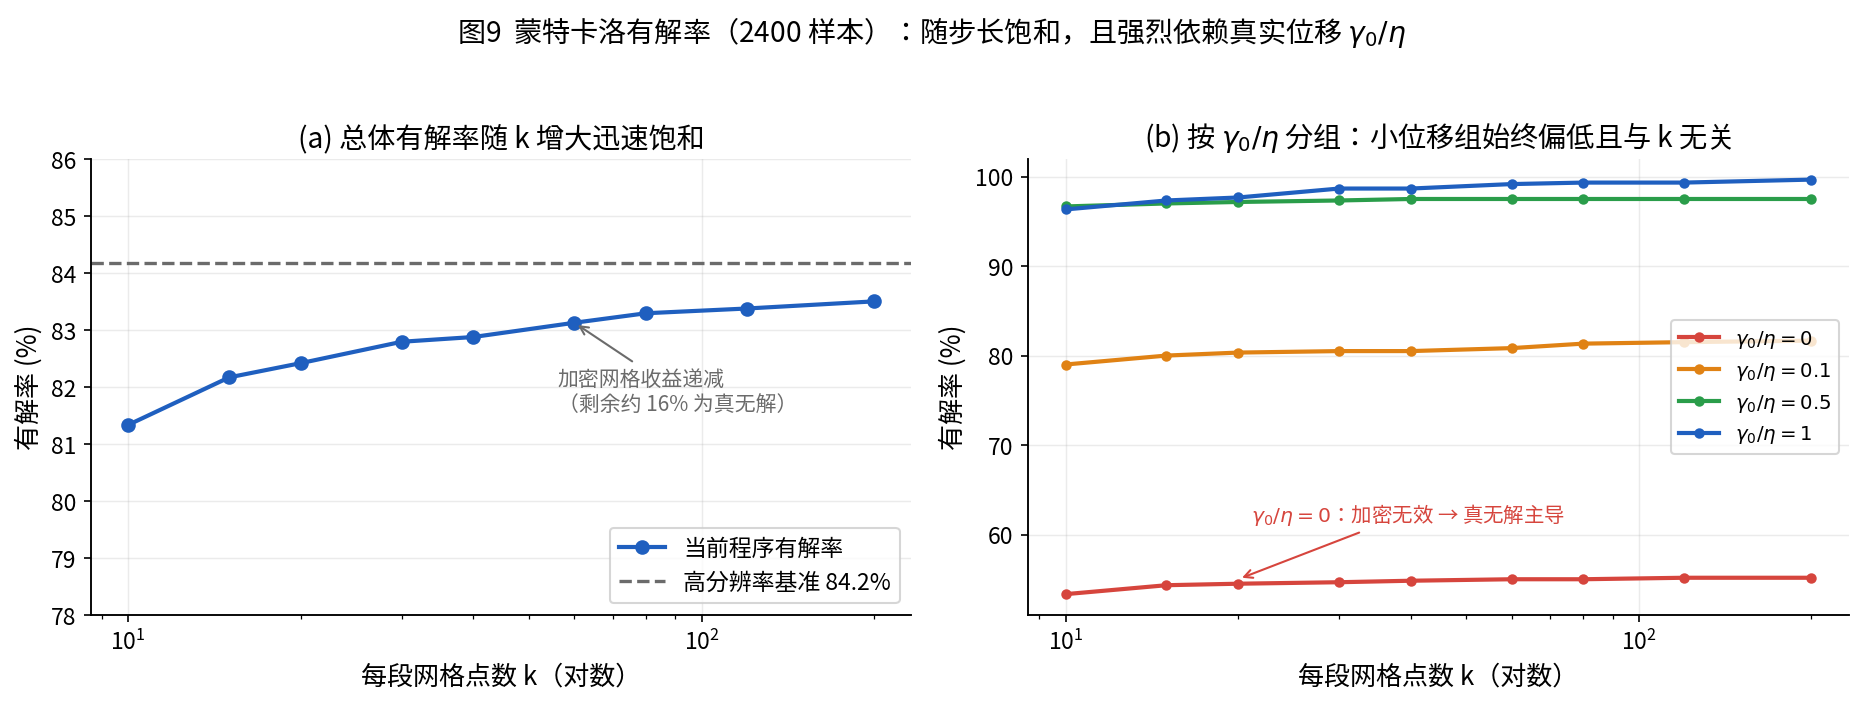 图9 蒙特卡洛有解率（2400 样本）：随步长饱和，且强烈依赖真实位移 γ₀/η
(a) 总体有解率随 k 增大迅速饱和
86
85
84
83
82
81
80
79
78
有解率 (%)
加密网格收益递减
（剩余约 16% 为真无解）
当前程序有解率
高分辨率基准 84.2%
10¹
10²
每段网格点数 k（对数）
(b) 按 γ₀/η 分组：小位移组始终偏低且与 k 无关
100
90
80
70
60
有解率 (%)
γ₀/η = 0
γ₀/η = 0.1
γ₀/η = 0.5
γ₀/η = 1
γ₀/η = 0：加密无效 → 真无解主导
10¹
10²
每段网格点数 k（对数）